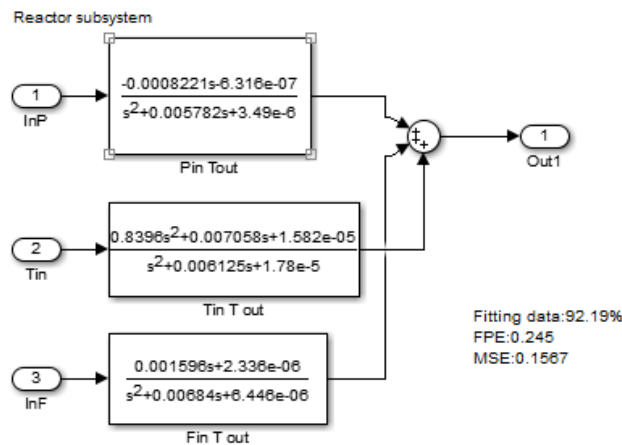 Reactor subsystem
1
InP
-0.0008221s-6.316e-07
s²+0.005782s+3.49e-6
Pin Tout
1
Out1
2
Tin
0.8396s²+0.007058s+1.582e-05
s²+0.006125s+1.78e-5
Tin T out
3
InF
0.001596s+2.336e-06
s²+0.00684s+6.446e-06
Fin T out
Fitting data:92.19%
FPE:0.245
MSE:0.1567